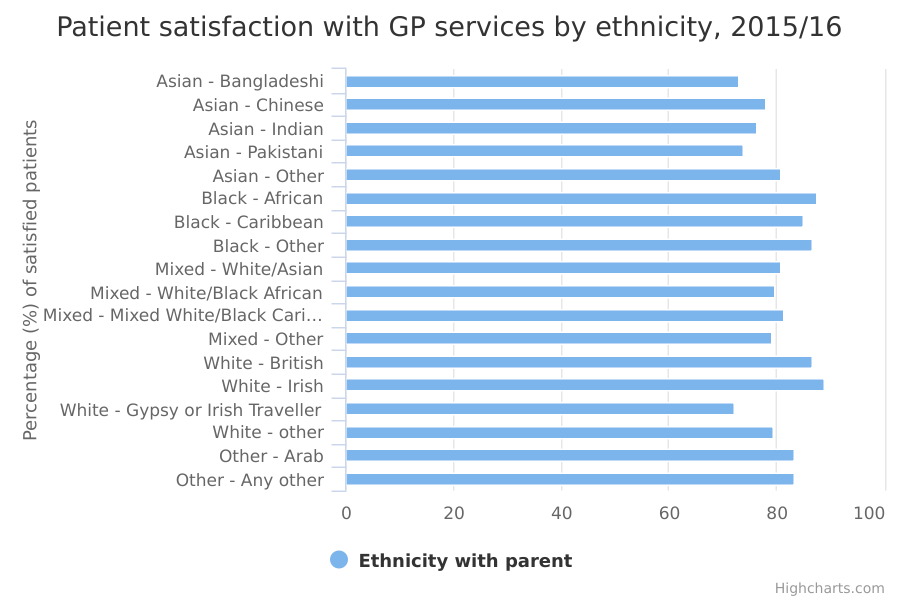 Patient satisfaction with GP services by ethnicity, 2015/16
Percentage (%) of satisfied patients
Asian - Bangladeshi
Asian - Chinese
Asian - Indian
Asian - Pakistani
Asian - Other
Black - African
Black - Caribbean
Black - Other
Mixed - White/Asian
Mixed - White/Black African
Mixed - Mixed White/Black Cari…
Mixed - Other
White - British
White - Irish
White - Gypsy or Irish Traveller
White - other
Other - Arab
Other - Any other
0 20 40 60 80 100
Ethnicity with parent
Highcharts.com